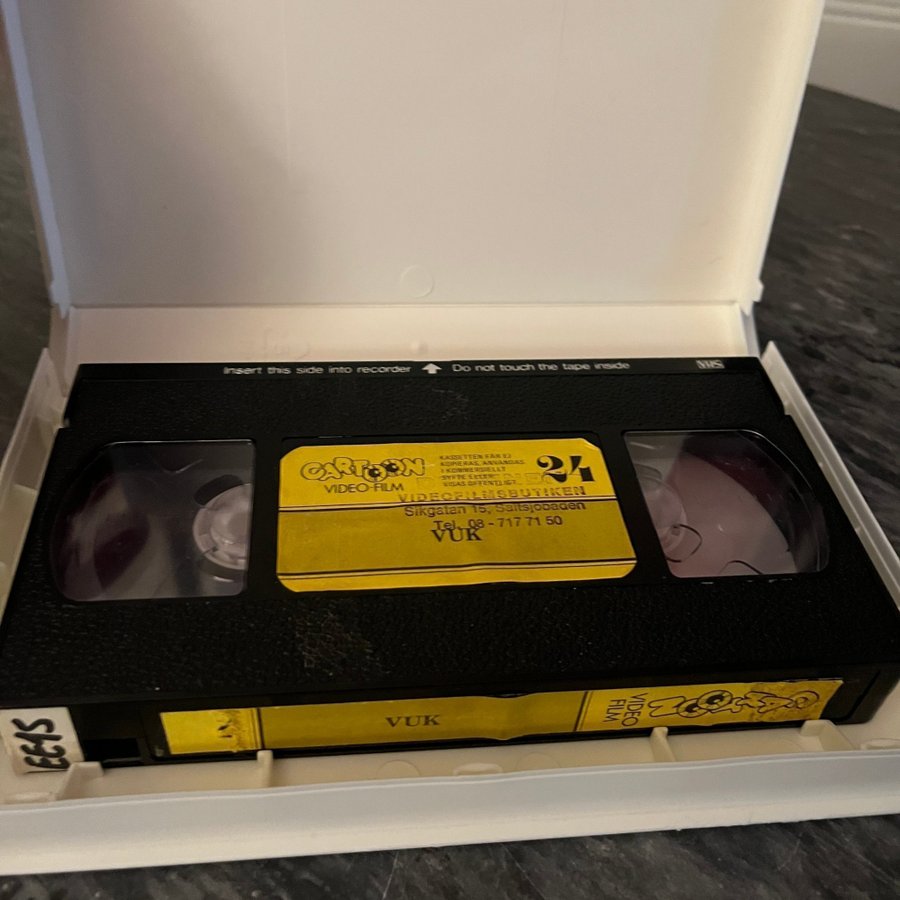 Insert this side into recorder Do not touch the tape inside VHS
CARTOON
VIDEO-FILM
KASSETTEN FÅR EJ
KOPIERAS, ANVÄNDAS
I KOMMERSIELLT
SYFTE ELLER
VISAS OFFENTLIGT
24
VIDEOFILMSBUTIKEN
Sikgatan 15, Saltsjöbaden
Tel. 08 - 717 71 50
VUK
VUK
CARTOON
VIDEO
FILM